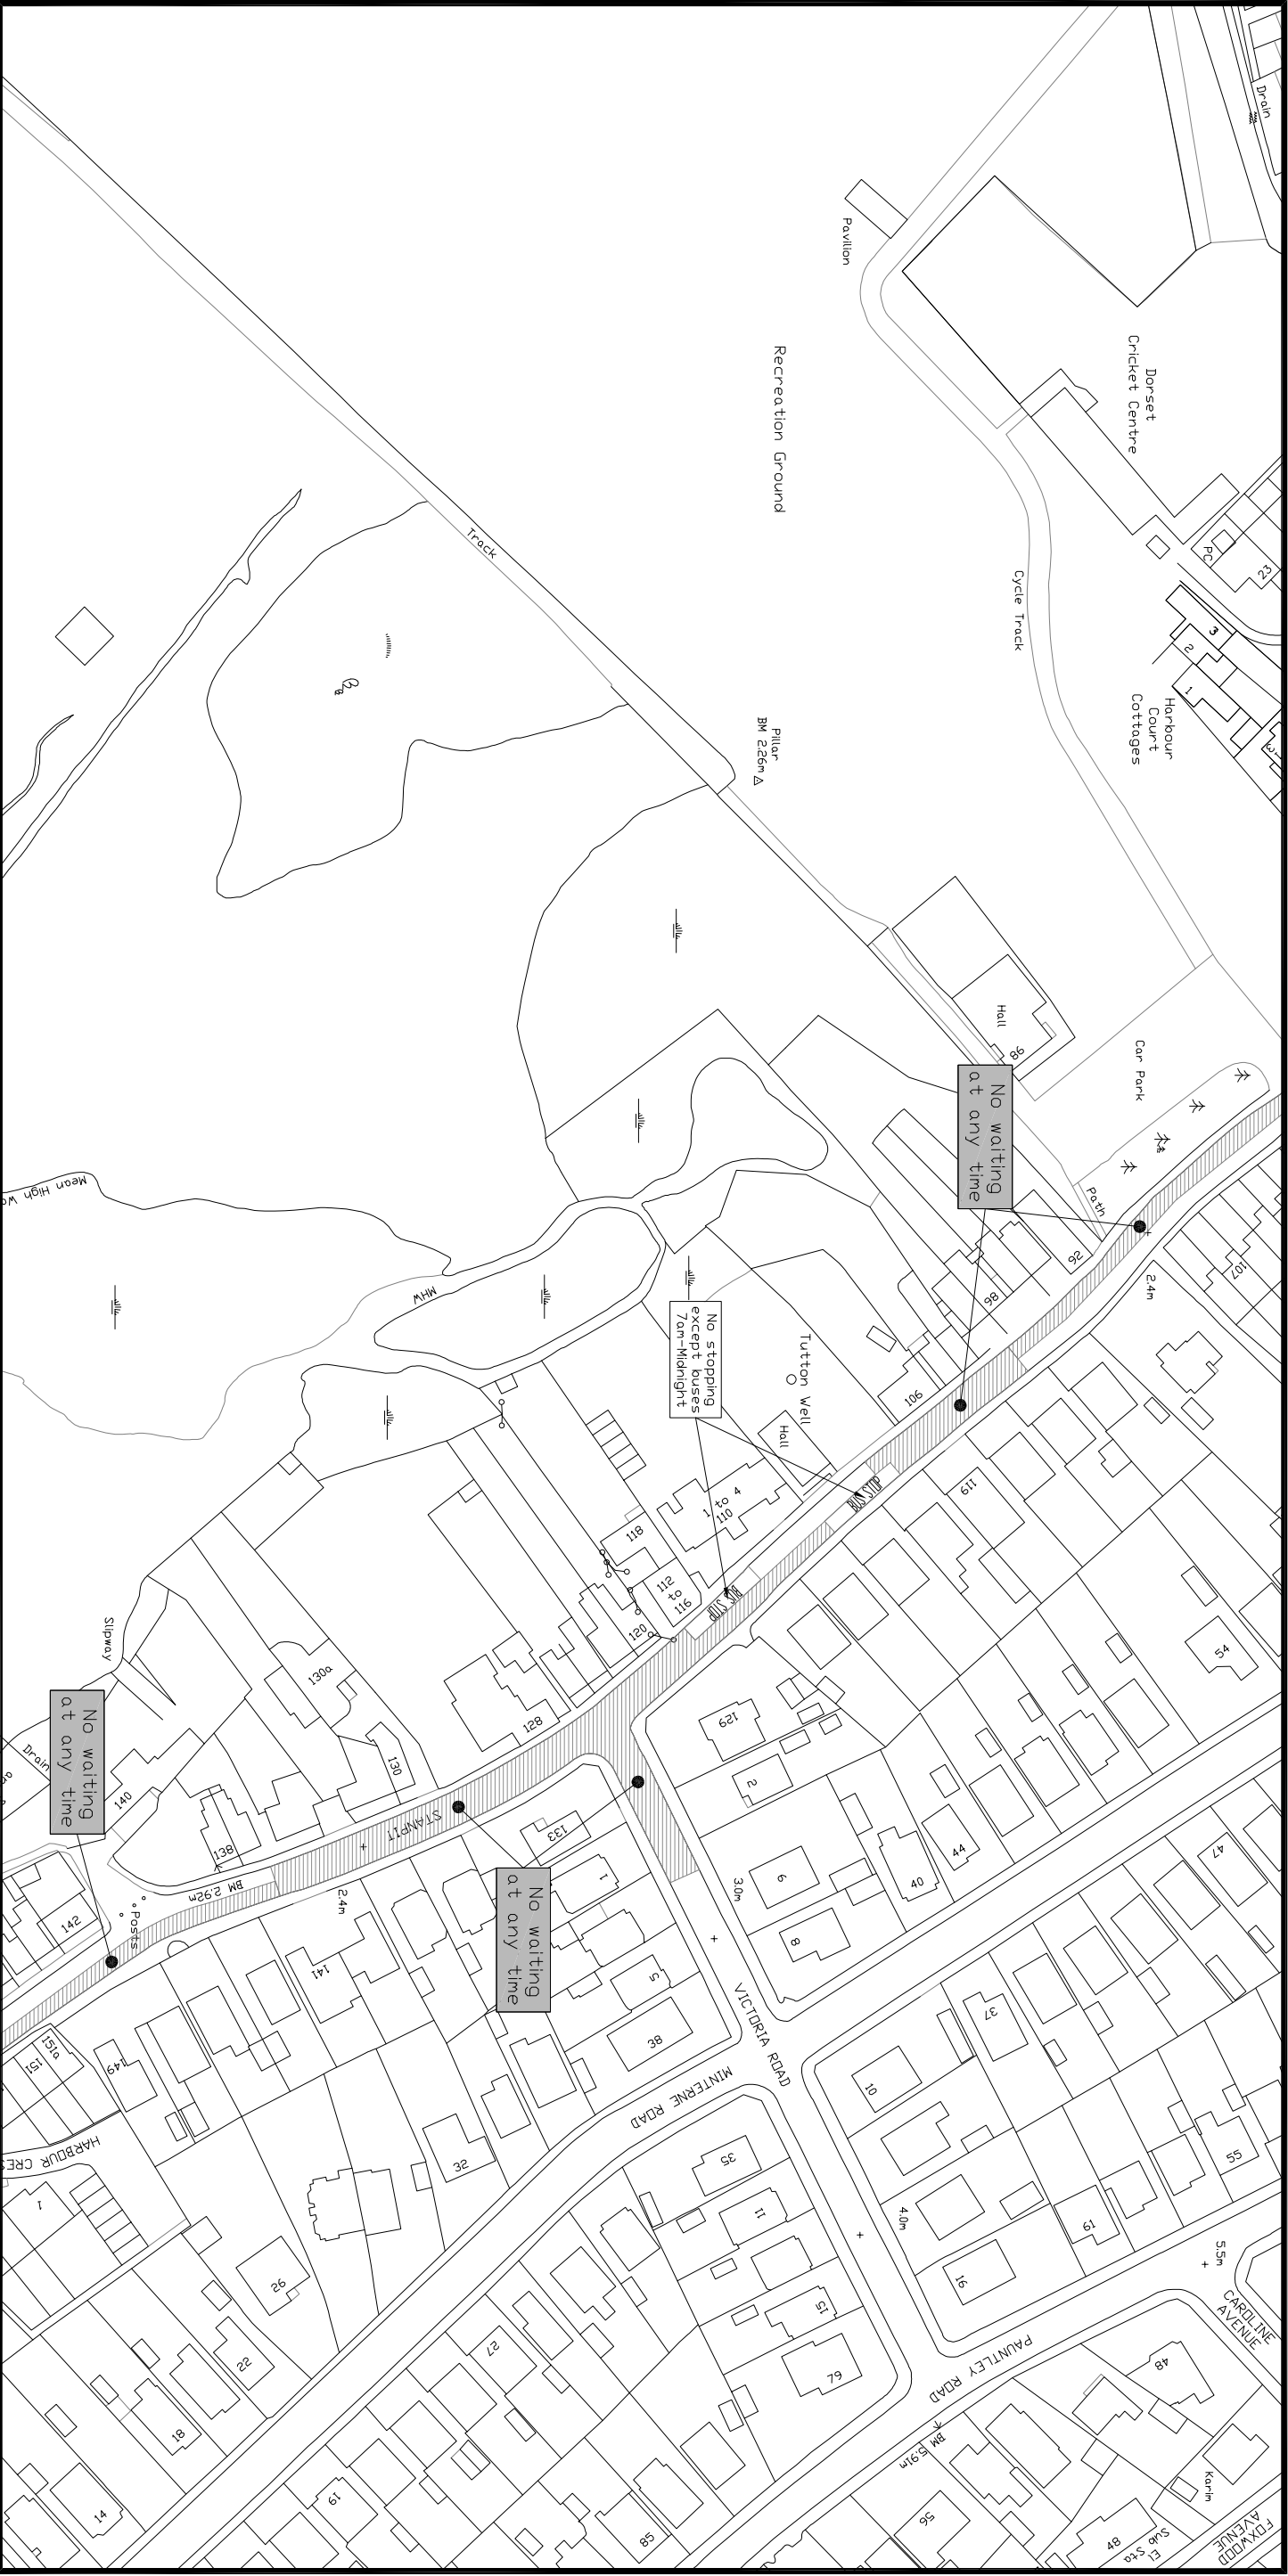 Drain
Pavilion
Dorset
Cricket Centre
Recreation Ground
PC
23
Track
Cycle Track
3
2
1
Harbour
Court
Cottages
Pillar
BM 2.26m
Hall
86
Car Park
No waiting
at any time
Path
92
98
107
2.4m
Mean High Wa
MHW
No stopping
except buses
7am-Midnight
Tutton Well
106
Hall
BUS STOP
119
1 to 4
110
118
112
to
116
BUS STOP
120
54
Slipway
130a
128
129
2
No waiting
at any time
Drain
140
130
138
STANPIT
133
1
6
40
44
47
BM 2.92m
2.4m
3.0m
8
142
Posts
No waiting
at any time
141
5
38
37
VICTORIA ROAD
151a
151
149
10
MINTERNE ROAD
HARBOUR CRES
32
35
55
1
11
4.0m
61
5.5m
26
16
15
CAROLINE
AVENUE
22
27
79
PAUNTLEY ROAD
48
18
BM 5.91m
Karim
14
61
85
56
48
El
Sub Sta
FOXWOOD
AVENUE